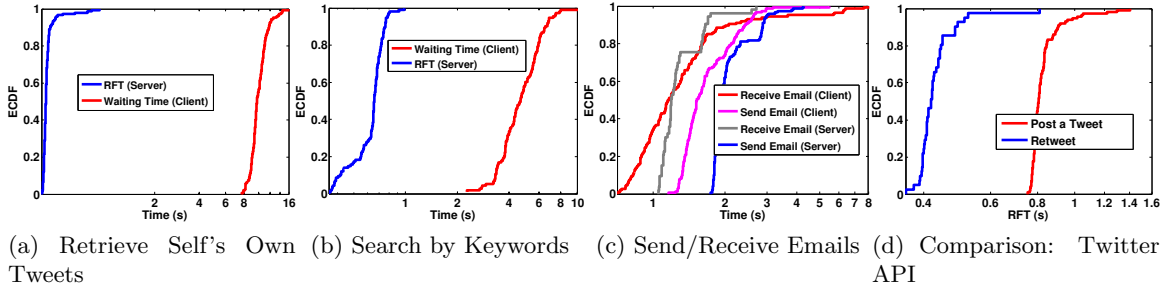 1
0.8
0.6
0.4
0.2
0
ECDF
RFT (Server)
Waiting Time (Client)
2 4 6 8 16
Time (s)
(a) Retrieve Self's Own
Tweets
1
0.8
0.6
0.4
0.2
0
ECDF
Waiting Time (Client)
RFT (Server)
1 2 4 6 8 10
Time (s)
(b) Search by Keywords
1
0.8
0.6
0.4
0.2
0
ECDF
Receive Email (Client)
Send Email (Client)
Receive Email (Server)
Send Email (Server)
1 2 3 4 5 6 7 8
Time (s)
(c) Send/Receive Emails
1
0.8
0.6
0.4
0.2
0
ECDF
Post a Tweet
Retweet
0.4 0.6 0.8 1 1.2 1.4 1.6
RFT (s)
(d) Comparison: Twitter
API